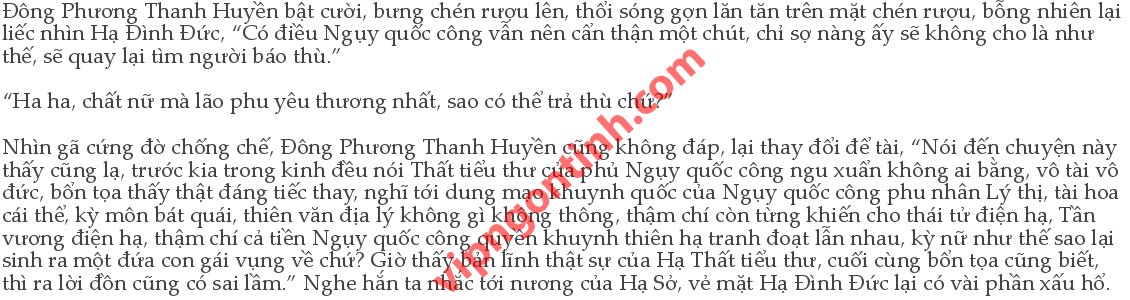 Đông Phương Thanh Huyền bật cười, bưng chén rượu lên, thổi sóng gợn lăn tăn trên mặt chén rượu, bỗng nhiên lại
liếc nhìn Hạ Đình Đức, “Có điều Ngụy quốc công vẫn nên cẩn thận một chút, chỉ sợ nàng ấy sẽ không cho là như
thế, sẽ quay lại tìm người báo thù.”
“Ha ha, chất nữ mà lão phu yêu thương nhất, sao có thể trả thù chứ?”
Nhìn gã cứng đờ chống chế, Đông Phương Thanh Huyền cũng không đáp, lại thay đổi để tài, “Nói đến chuyện này
thấy cũng lạ, trước kia trong kinh đều nói Thất tiểu thư của phủ Ngụy quốc công ngu xuẩn không ai bằng, vô tài vô
đức, bổn tọa thấy thật đáng tiếc thay, nghĩ tới dung mạo khuynh quốc của Ngụy quốc công phu nhân Lý thị, tài hoa
cái thế, kỳ môn bát quái, thiên văn địa lý không gì không thông, thậm chí còn từng khiến cho thái tử điện hạ, Tần
vương điện hạ, thậm chí cả tiền Ngụy quốc công quyền khuynh thiên hạ tranh đoạt lẫn nhau, kỳ nữ như thế sao lại
sinh ra một đứa con gái vụng về chứ? Giờ thấy bản lĩnh thật sự của Hạ Thất tiểu thư, cuối cùng bổn tọa cũng biết,
thì ra lời đồn cũng có sai lầm.” Nghe hắn ta nhắc tới nương của Hạ Sở, vẻ mặt Hạ Đình Đức lại có vài phần xấu hổ.
vipngontinh.com